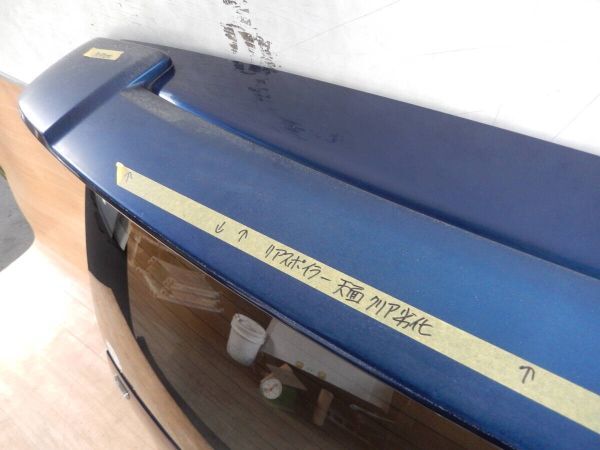 ↑ ↓ ↑ リアスポイラー 天面 クリア劣化 ↑